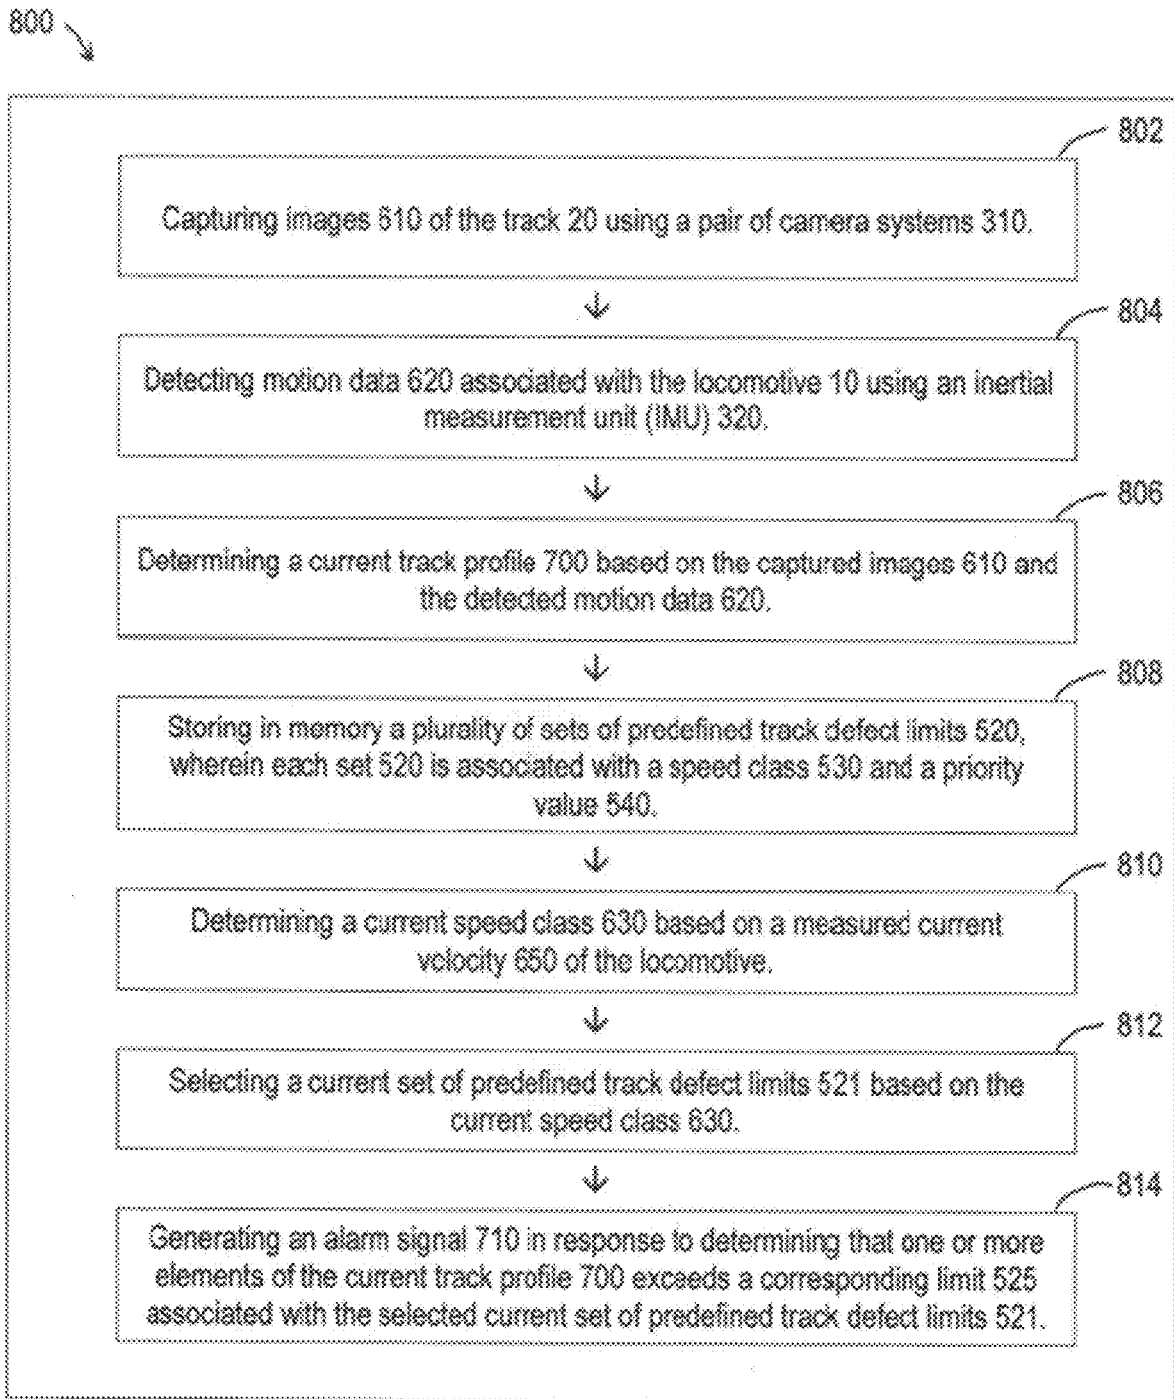 800
802
Capturing images 610 of the track 20 using a pair of camera systems 310.
804
Detecting motion data 620 associated with the locomotive 10 using an inertial
measurement unit (IMU) 320.
806
Determining a current track profile 700 based on the captured images 610 and
the detected motion data 620.
808
Storing in memory a plurality of sets of predefined track defect limits 520,
wherein each set 520 is associated with a speed class 530 and a priority
value 540.
810
Determining a current speed class 630 based on a measured current
velocity 650 of the locomotive.
812
Selecting a current set of predefined track defect limits 521 based on the
current speed class 630.
814
Generating an alarm signal 710 in response to determining that one or more
elements of the current track profile 700 exceeds a corresponding limit 525
associated with the selected current set of predefined track defect limits 521.